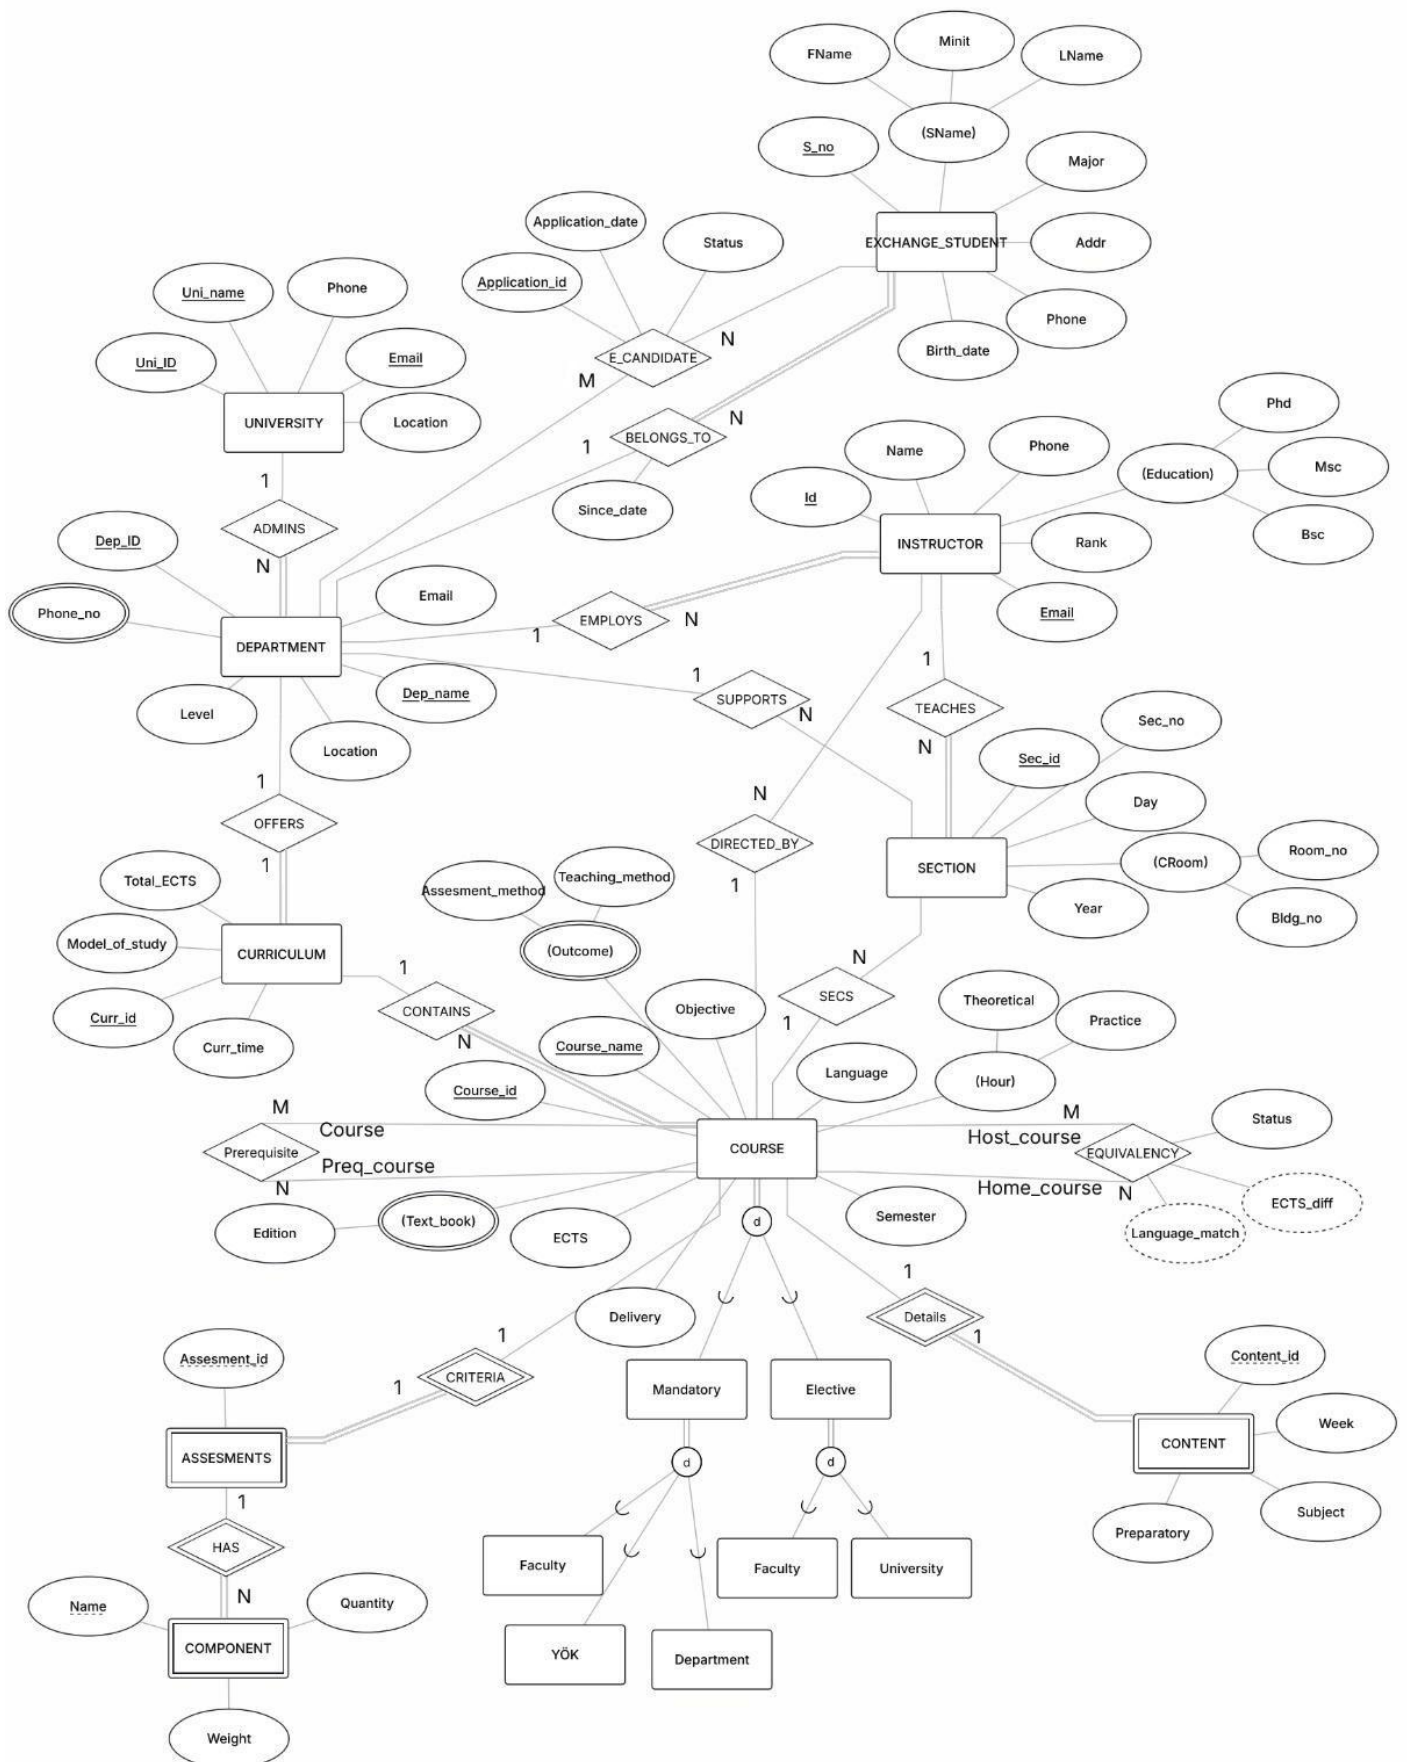 FName
Minit
LName
(SName)
S_no
Major
EXCHANGE_STUDENT
Addr
Phone
Birth_date
Application_date
Status
Application_id
E_CANDIDATE
N
M
Uni_name
Phone
Uni_ID
Email
UNIVERSITY
Location
BELONGS_TO
N
1
Since_date
1
ADMINS
N
Name
Phone
Id
(Education)
Phd
Msc
Bsc
INSTRUCTOR
Rank
Email
Dep_ID
Phone_no
Email
DEPARTMENT
Dep_name
Level
Location
EMPLOYS
1
N
1
SUPPORTS
N
1
TEACHES
N
Sec_no
Sec_id
Day
(CRoom)
Room_no
Bldg_no
SECTION
Year
1
OFFERS
1
N
DIRECTED_BY
1
Total_ECTS
Model_of_study
CURRICULUM
Curr_id
Curr_time
Assesment_method
Teaching_method
(Outcome)
1
CONTAINS
N
Objective
Course_name
Course_id
N
SECS
1
Theoretical
Practice
(Hour)
Language
M
Course
Prerequisite
Preq_course
N
COURSE
M
Host_course
EQUIVALENCY
Home_course
N
Status
ECTS_diff
Language_match
Edition
(Text_book)
ECTS
Semester
d
Delivery
1
Details
1
1
CRITERIA
1
Assesment_id
ASSESMENTS
Mandatory
Elective
d
d
Content_id
Week
CONTENT
Subject
Preparatory
1
HAS
N
Faculty
YÖK
Department
Faculty
University
Name
Quantity
COMPONENT
Weight